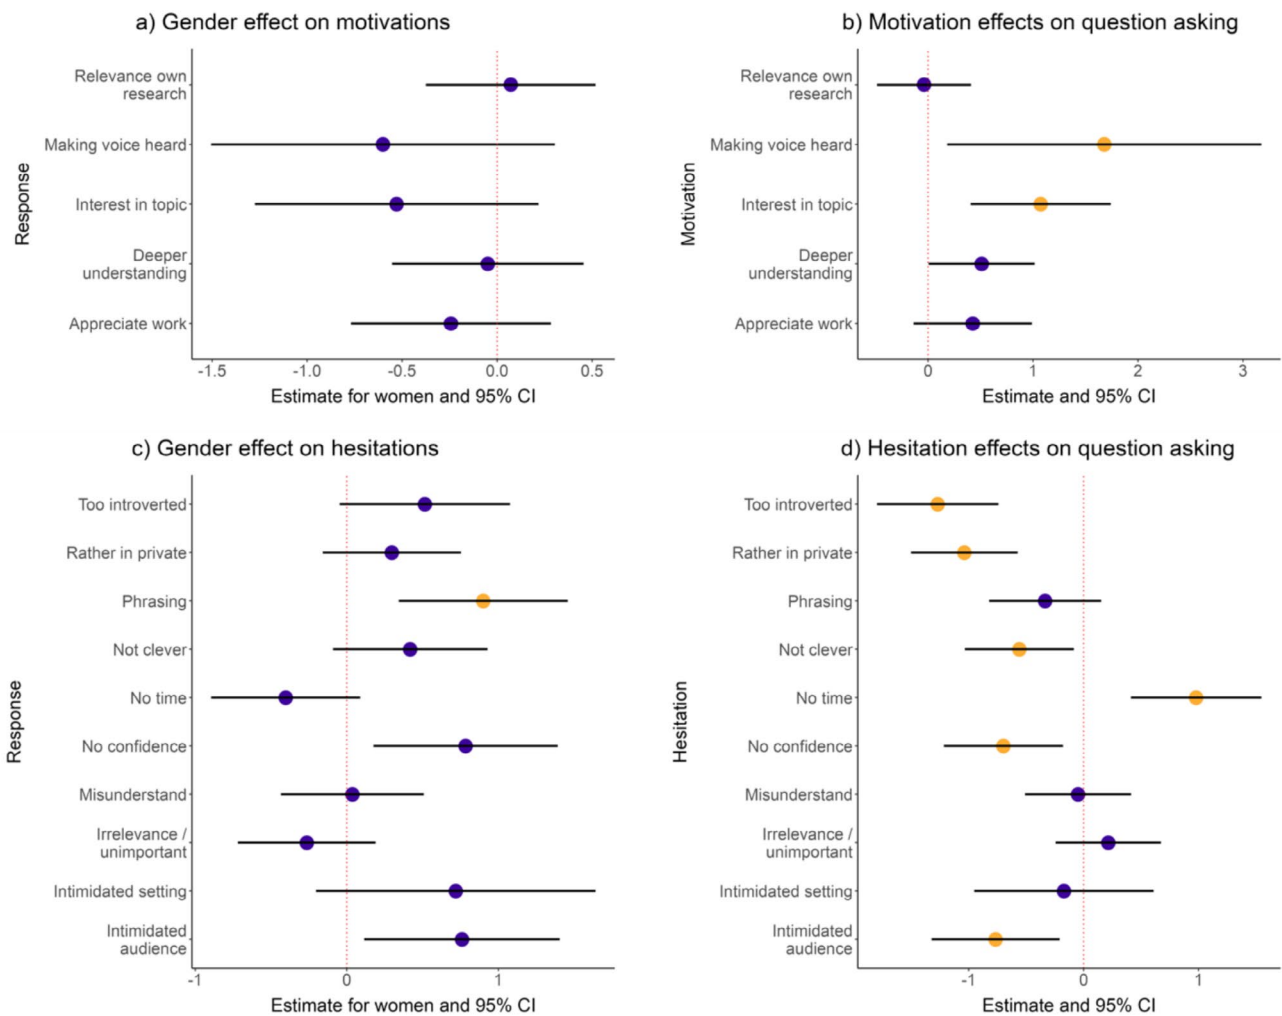 a) Gender effect on motivations
Response
Relevance own
research
Making voice heard
Interest in topic
Deeper
understanding
Appreciate work
-1.5 -1.0 -0.5 0.0 0.5
Estimate for women and 95% CI
b) Motivation effects on question asking
Motivation
Relevance own
research
Making voice heard
Interest in topic
Deeper
understanding
Appreciate work
0 1 2 3
Estimate and 95% CI
c) Gender effect on hesitations
Response
Too introverted
Rather in private
Phrasing
Not clever
No time
No confidence
Misunderstand
Irrelevance /
unimportant
Intimidated setting
Intimidated
audience
-1 0 1
Estimate for women and 95% CI
d) Hesitation effects on question asking
Hesitation
Too introverted
Rather in private
Phrasing
Not clever
No time
No confidence
Misunderstand
Irrelevance /
unimportant
Intimidated setting
Intimidated
audience
-1 0 1
Estimate and 95% CI